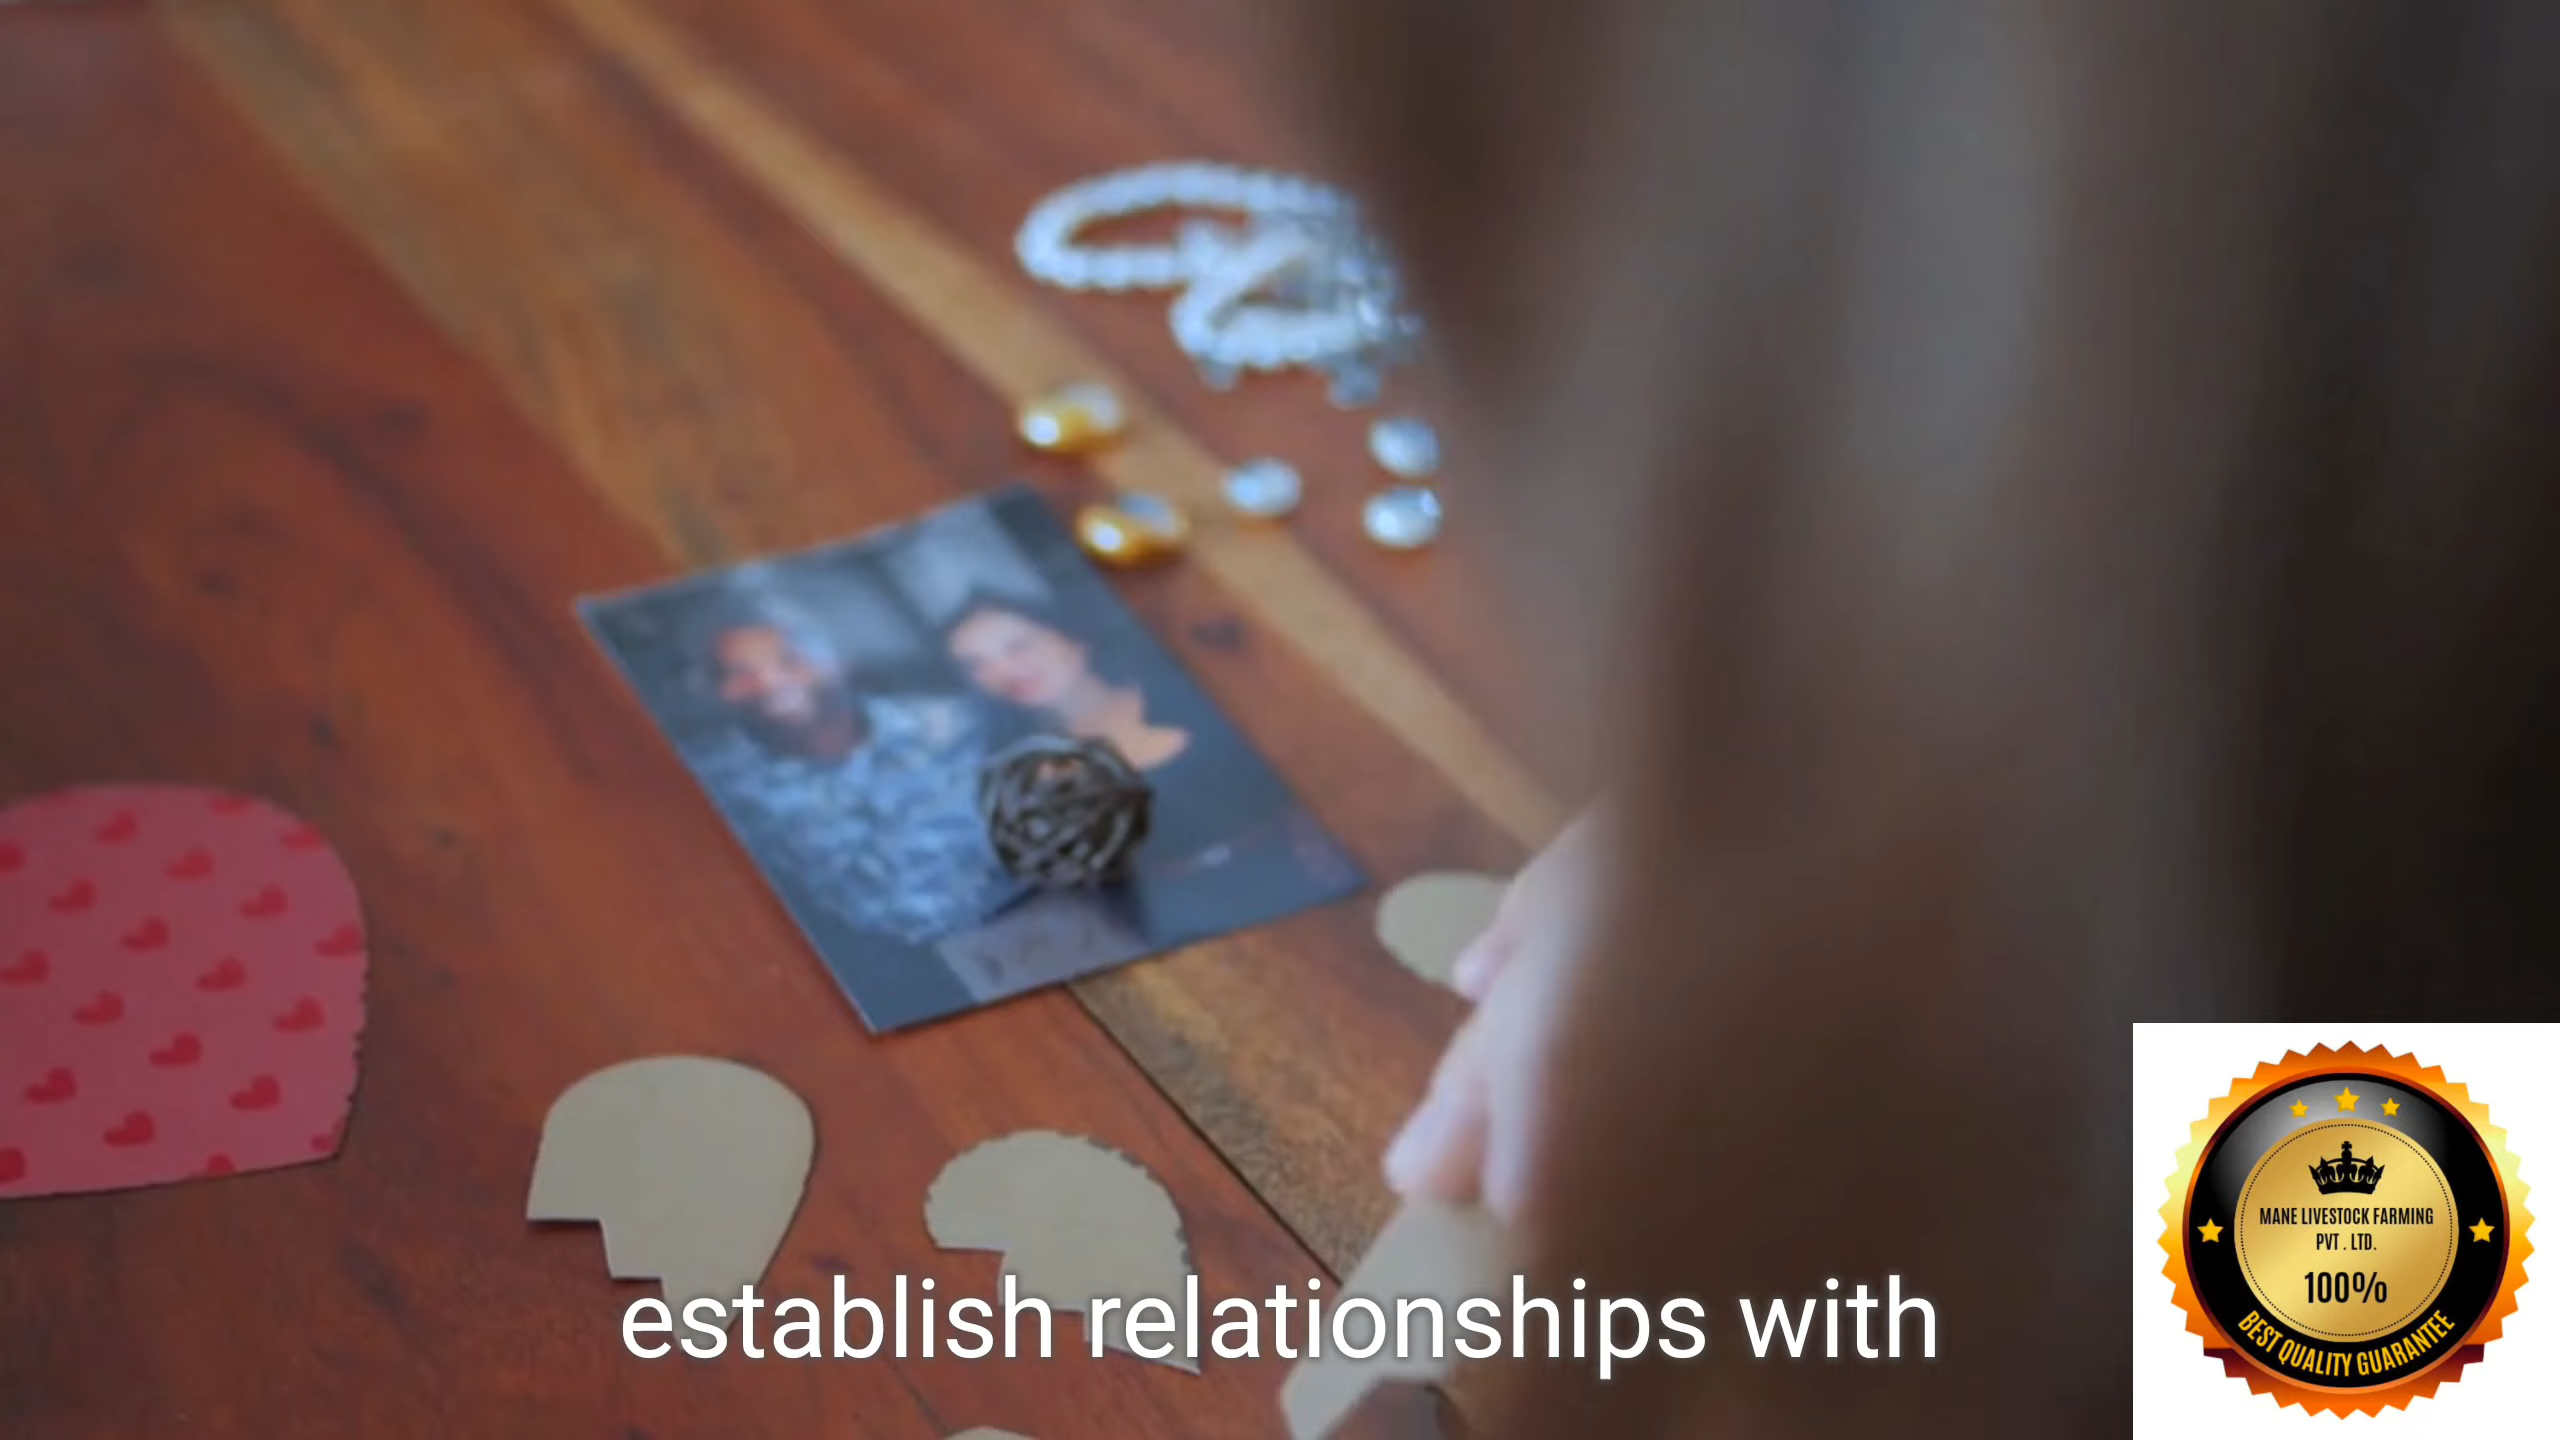 establish relationships with
MANE LIVESTOCK FARMING
PVT . LTD.
100%
BEST QUALITY GUARANTEE